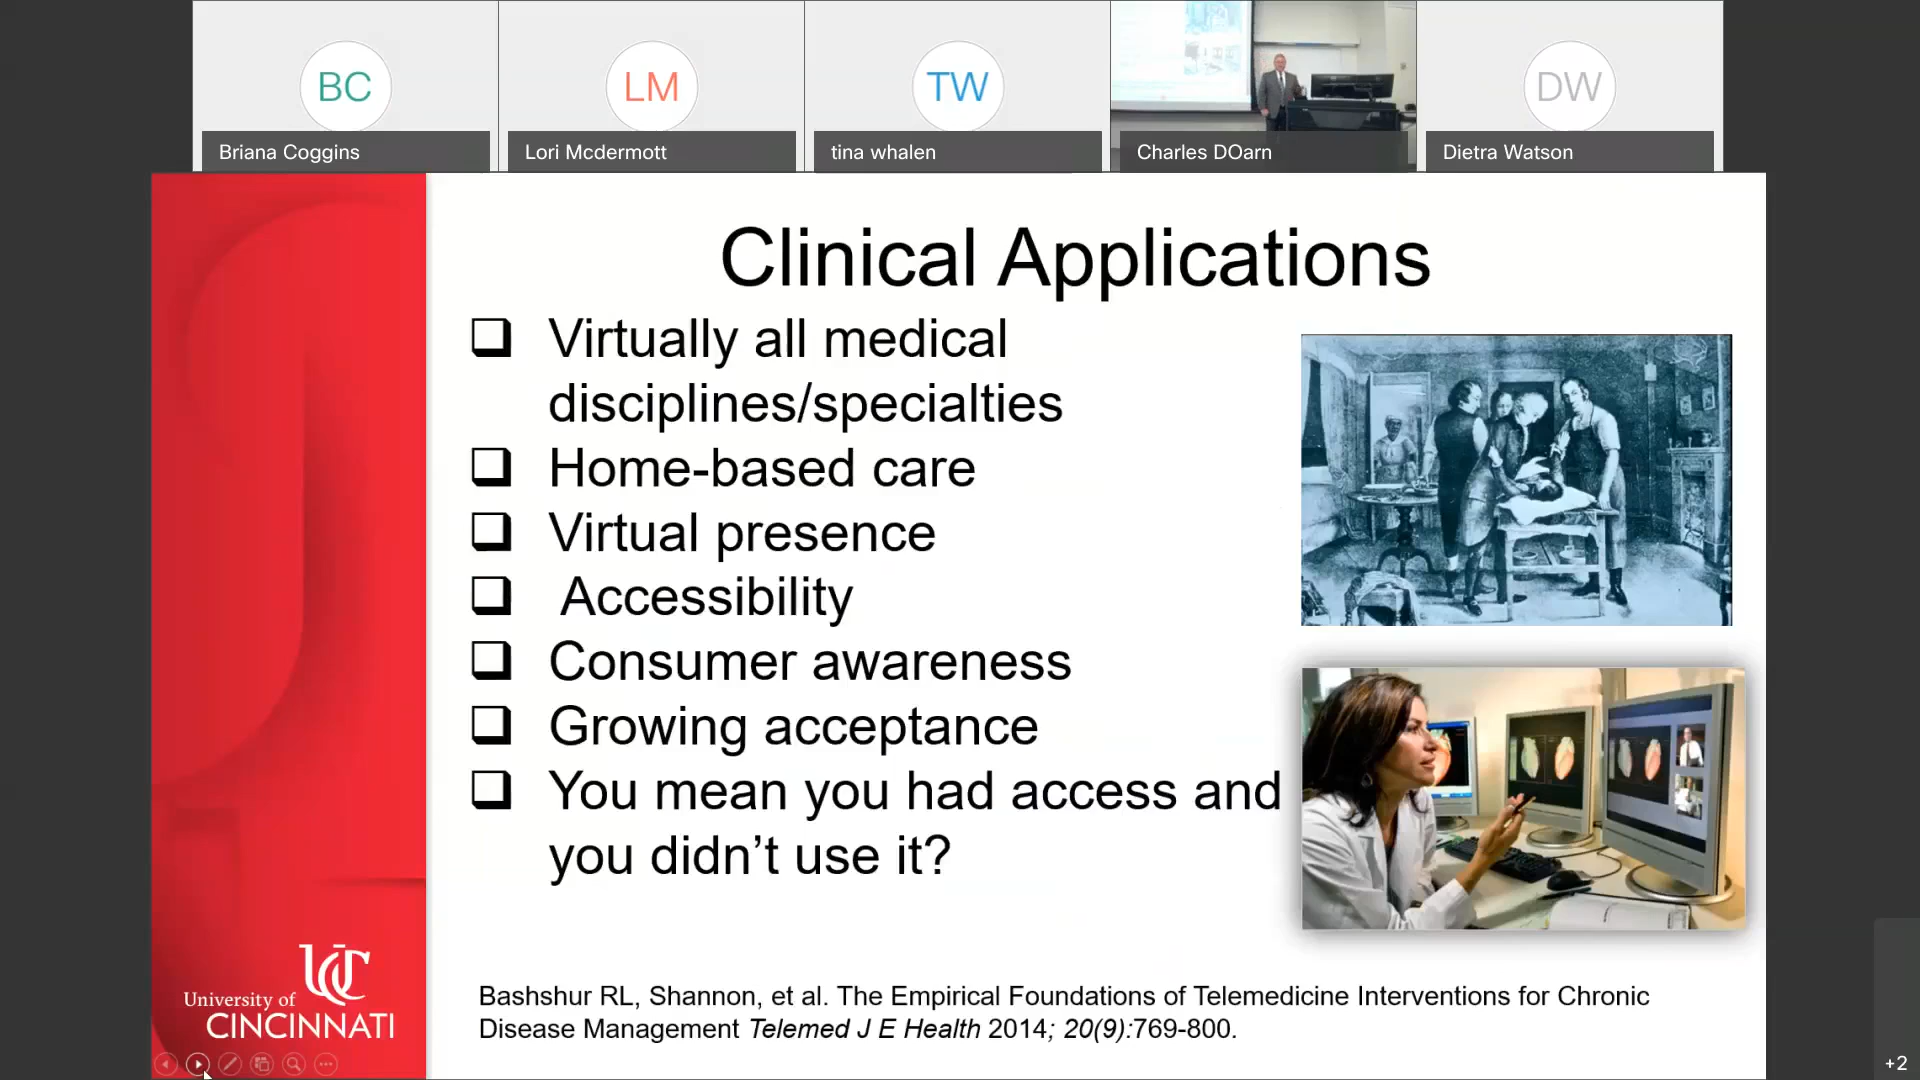 BC
LM
TW
DW
Briana Coggins
Lori Mcdermott
tina whalen
Charles DOarn
Dietra Watson
Clinical Applications
Virtually all medical
disciplines/specialties
Home-based care
Virtual presence
Accessibility
Consumer awareness
Growing acceptance
You mean you had access and
you didn’t use it?
UC
University of
CINCINNATI
Bashshur RL, Shannon, et al. The Empirical Foundations of Telemedicine Interventions for Chronic
Disease Management Telemed J E Health 2014; 20(9):769-800.
+2